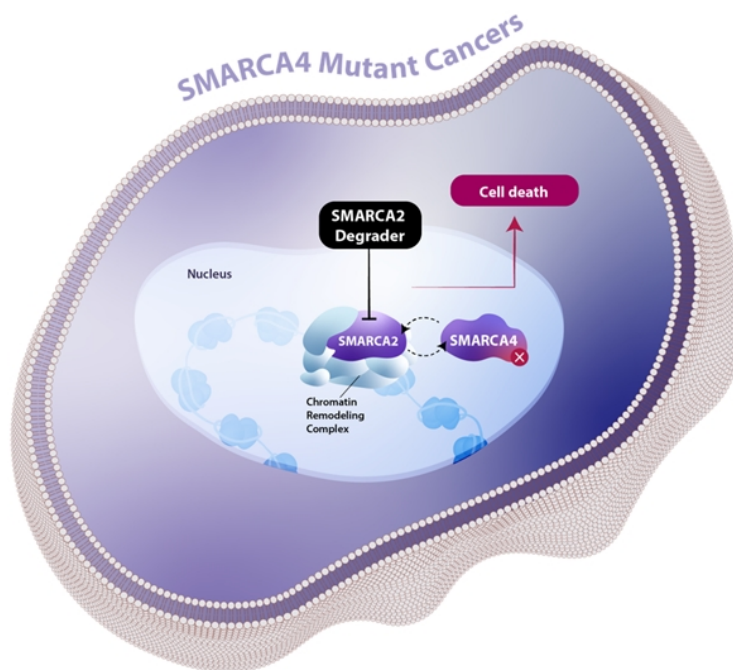 SMARCA4 Mutant Cancers
Cell death
SMARCA2
Degrader
Nucleus
SMARCA2
SMARCA4
Chromatin
Remodeling
Complex